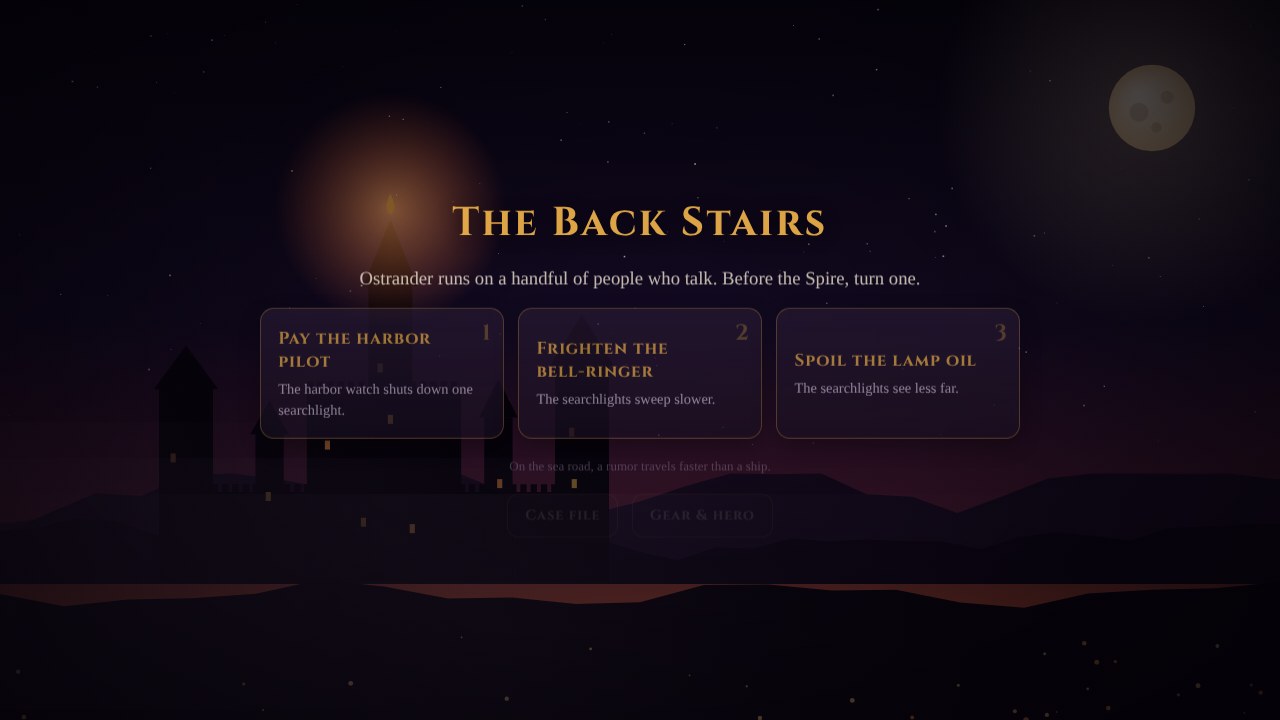 The Back Stairs
Ostrander runs on a handful of people who talk. Before the Spire, turn one.
1
Pay the harbor
pilot
The harbor watch shuts down one
searchlight.
2
Frighten the
bell-ringer
The searchlights sweep slower.
3
Spoil the lamp oil
The searchlights see less far.
On the sea road, a rumor travels faster than a ship.
Case file
Gear & hero